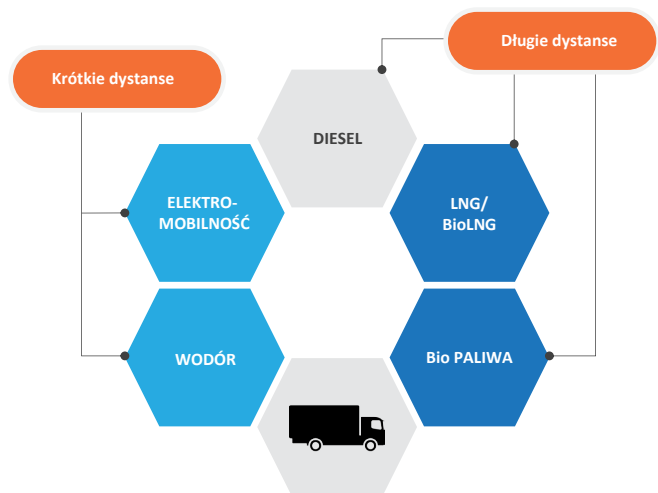 Długie dystanse
Krótkie dystanse
DIESEL
ELEKTRO-
MOBILNOŚĆ
LNG/
BioLNG
WODÓR
Bio PALIWA